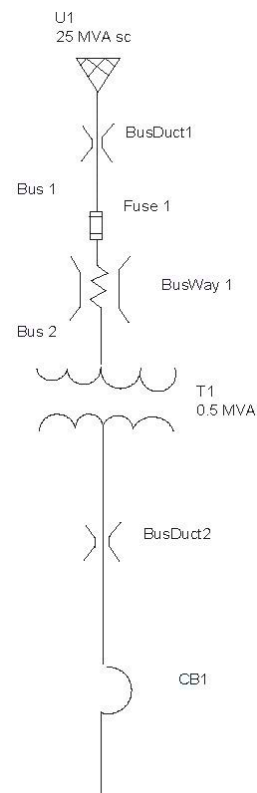 U1
25 MVA sc
BusDuct1
Bus 1
Fuse 1
BusWay 1
Bus 2
T1
0.5 MVA
BusDuct2
CB1